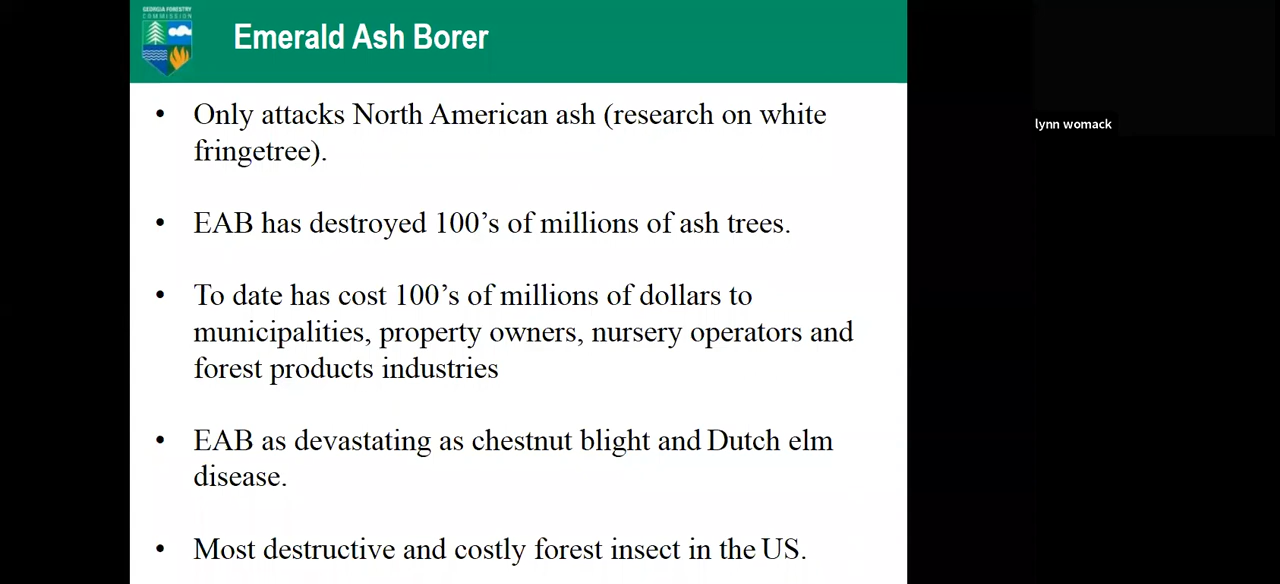 GEORGIA FORESTRY
COMMISSION
Emerald Ash Borer
• Only attacks North American ash (research on white
fringetree).
• EAB has destroyed 100’s of millions of ash trees.
• To date has cost 100’s of millions of dollars to
municipalities, property owners, nursery operators and
forest products industries
• EAB as devastating as chestnut blight and Dutch elm
disease.
• Most destructive and costly forest insect in the US.
lynn womack